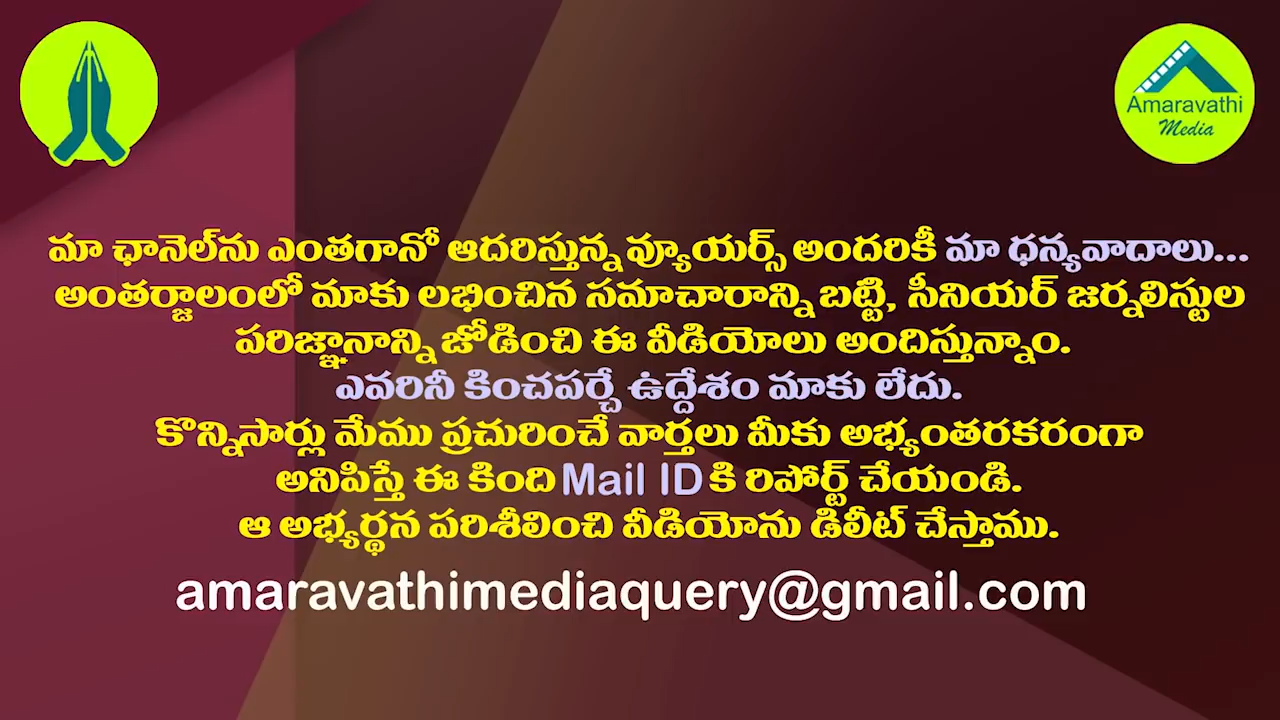 Amaravathi
Media
మా ఛానెల్‌ను ఎంతగానో ఆదరిస్తున్న వ్యూయర్స్ అందరికీ మా ధన్యవాదాలు...
అంతర్జాలంలో మాకు లభించిన సమాచారాన్ని బట్టి, సీనియర్ జర్నలిస్టుల
పరిజ్ఞానాన్ని జోడించి ఈ వీడియోలు అందిస్తున్నాం.
ఎవరినీ కించపర్చే ఉద్దేశం మాకు లేదు.
కొన్నిసార్లు మేము ప్రచురించే వార్తలు మీకు అభ్యంతరకరంగా
అనిపిస్తే ఈ కింది Mail ID కి రిపోర్ట్ చేయండి.
ఆ అభ్యర్థన పరిశీలించి వీడియోను డిలీట్ చేస్తాము.
amaravathimediaquery@gmail.com